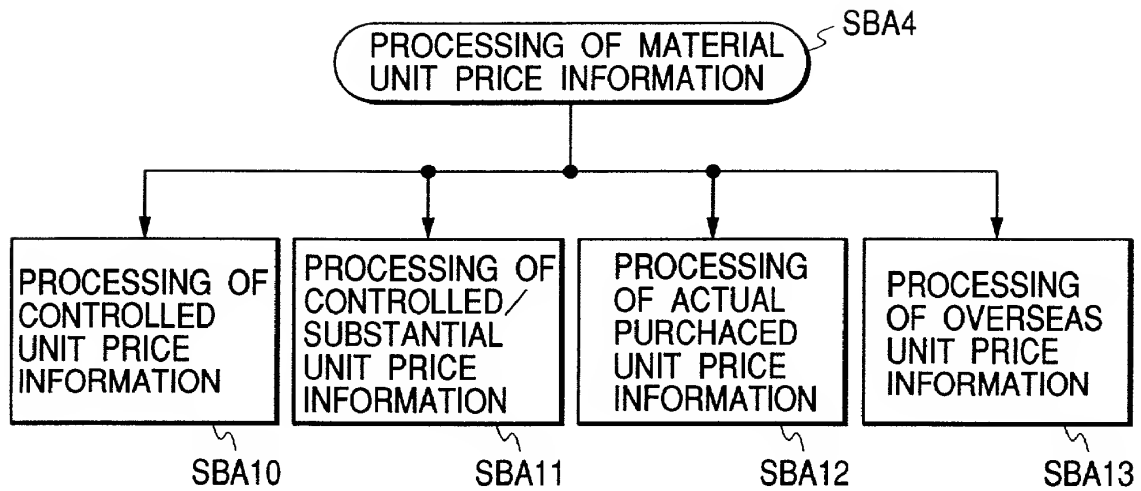 PROCESSING OF MATERIAL
UNIT PRICE INFORMATION
SBA4
PROCESSING OF
CONTROLLED
UNIT PRICE
INFORMATION
SBA10
PROCESSING OF
CONTROLLED/
SUBSTANTIAL
UNIT PRICE
INFORMATION
SBA11
PROCESSING
OF ACTUAL
PURCHACED
UNIT PRICE
INFORMATION
SBA12
PROCESSING
OF OVERSEAS
UNIT PRICE
INFORMATION
SBA13